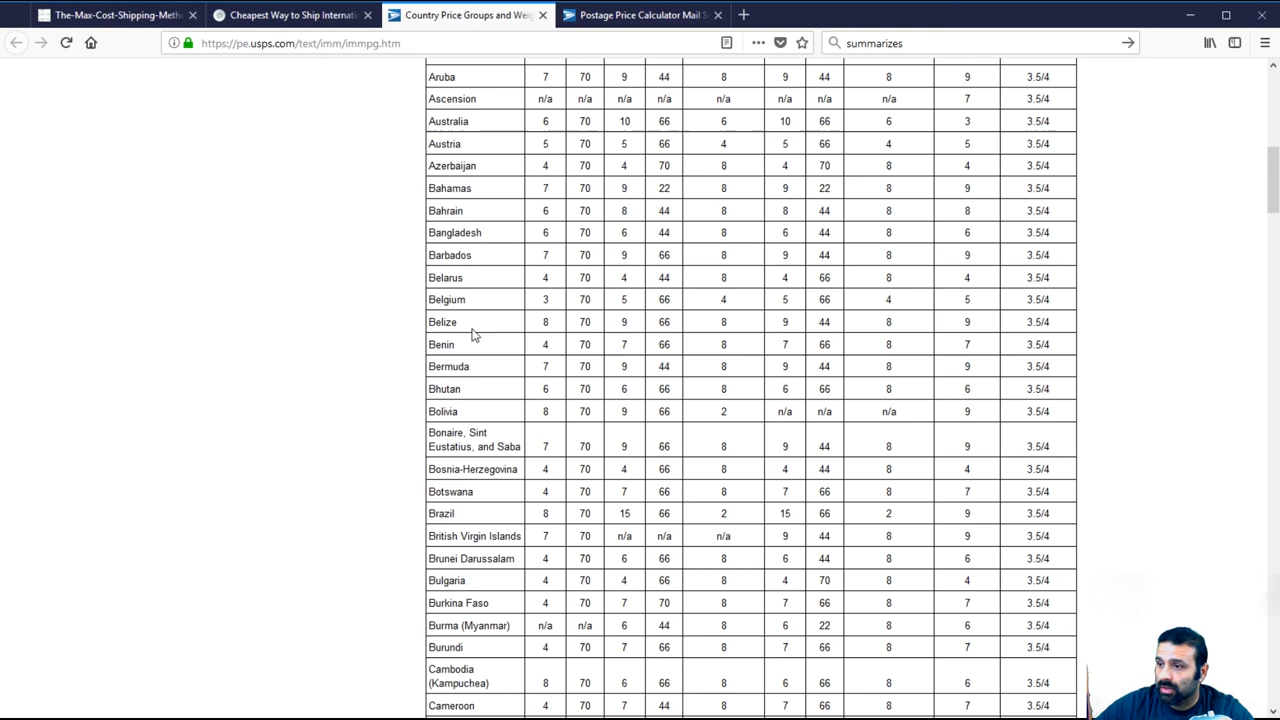 The-Max-Cost-Shipping-Meth
Cheapest Way to Ship Internati
Country Price Groups and Weig
Postage Price Calculator Mail S
https://pe.usps.com/text/imm/immpg.htm
summarizes
Aruba 7 70 9 44 8 9 44 8 9 3.5/4
Ascension n/a n/a n/a n/a n/a n/a n/a n/a 7 3.5/4
Australia 6 70 10 66 6 10 66 6 3 3.5/4
Austria 5 70 5 66 4 5 66 4 5 3.5/4
Azerbaijan 4 70 4 70 8 4 70 8 4 3.5/4
Bahamas 7 70 9 22 8 9 22 8 9 3.5/4
Bahrain 6 70 8 44 8 8 44 8 8 3.5/4
Bangladesh 6 70 6 44 8 6 44 8 6 3.5/4
Barbados 7 70 9 66 8 9 44 8 9 3.5/4
Belarus 4 70 4 44 8 4 66 8 4 3.5/4
Belgium 3 70 5 66 4 5 66 4 5 3.5/4
Belize 8 70 9 66 8 9 44 8 9 3.5/4
Benin 4 70 7 66 8 7 66 8 7 3.5/4
Bermuda 7 70 9 44 8 9 44 8 9 3.5/4
Bhutan 6 70 6 66 8 6 66 8 6 3.5/4
Bolivia 8 70 9 66 2 n/a n/a n/a 9 3.5/4
Bonaire, Sint
Eustatius, and Saba 7 70 9 66 8 9 44 8 9 3.5/4
Bosnia-Herzegovina 4 70 4 66 8 4 44 8 4 3.5/4
Botswana 4 70 7 66 8 7 66 8 7 3.5/4
Brazil 8 70 15 66 2 15 66 2 9 3.5/4
British Virgin Islands 7 70 n/a n/a n/a 9 44 8 9 3.5/4
Brunei Darussalam 4 70 6 66 8 6 44 8 6 3.5/4
Bulgaria 4 70 4 66 8 4 70 8 4 3.5/4
Burkina Faso 4 70 7 70 8 7 66 8 7 3.5/4
Burma (Myanmar) n/a n/a 6 44 8 6 22 8 6 3.5/4
Burundi 4 70 7 66 8 7 66 8 7 3.5/4
Cambodia
(Kampuchea) 8 70 6 66 8 6 66 8 6 3.5/4
Cameroon 4 70 7 44 8 7 66 8 7 3.5/4